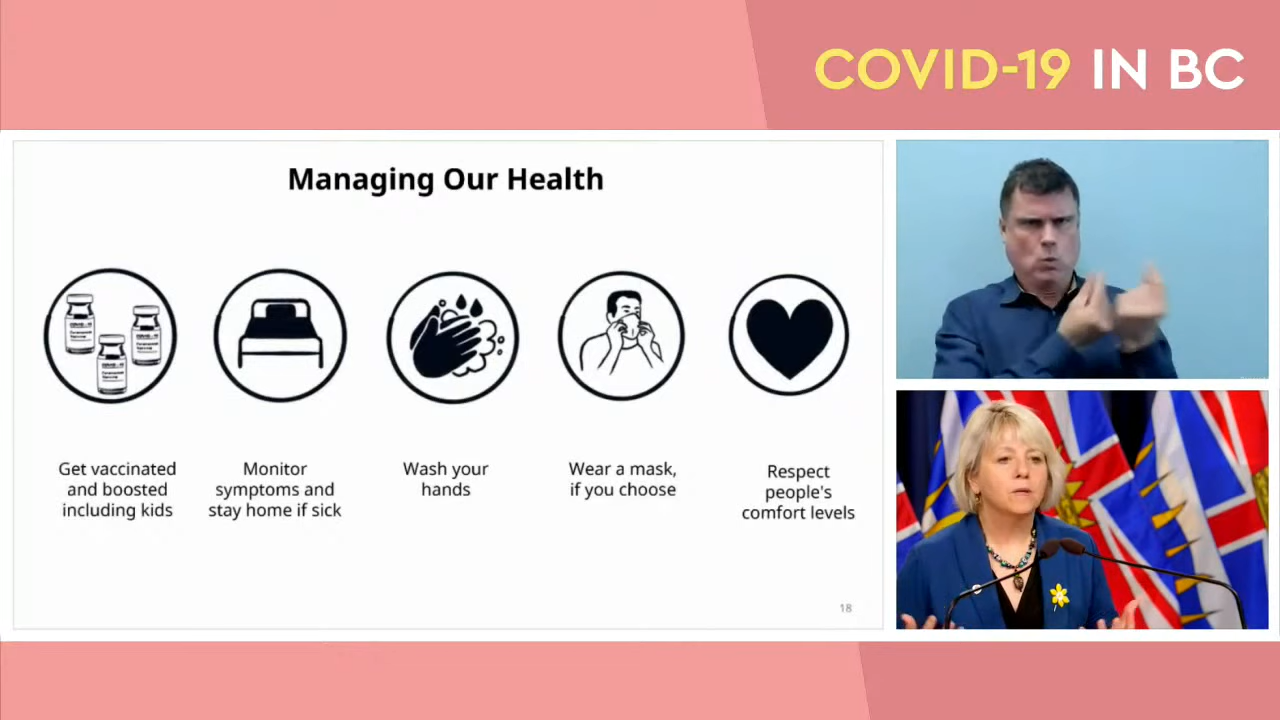 COVID-19 IN BC
Managing Our Health
Get vaccinated
and boosted
including kids
Monitor
symptoms and
stay home if sick
Wash your
hands
Wear a mask,
if you choose
Respect
people's
comfort levels
18